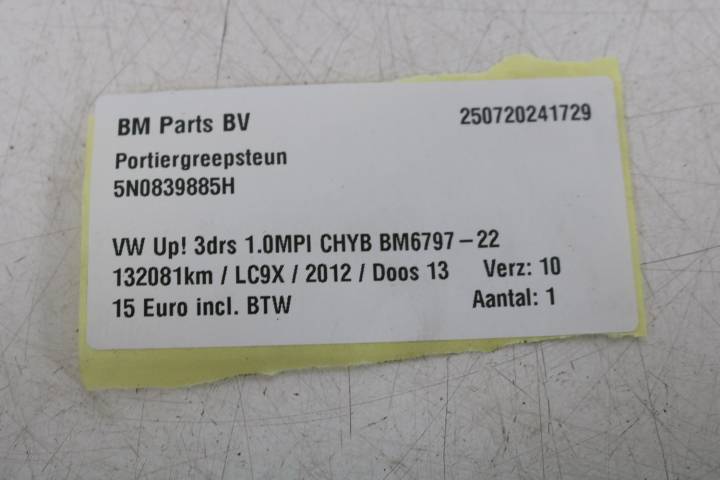 BM Parts BV 250720241729
Portiergreepsteun
5N0839885H
VW Up! 3drs 1.0MPI CHYB BM6797-22
132081km / LC9X / 2012 / Doos 13 Verz: 10
15 Euro incl. BTW Aantal: 1